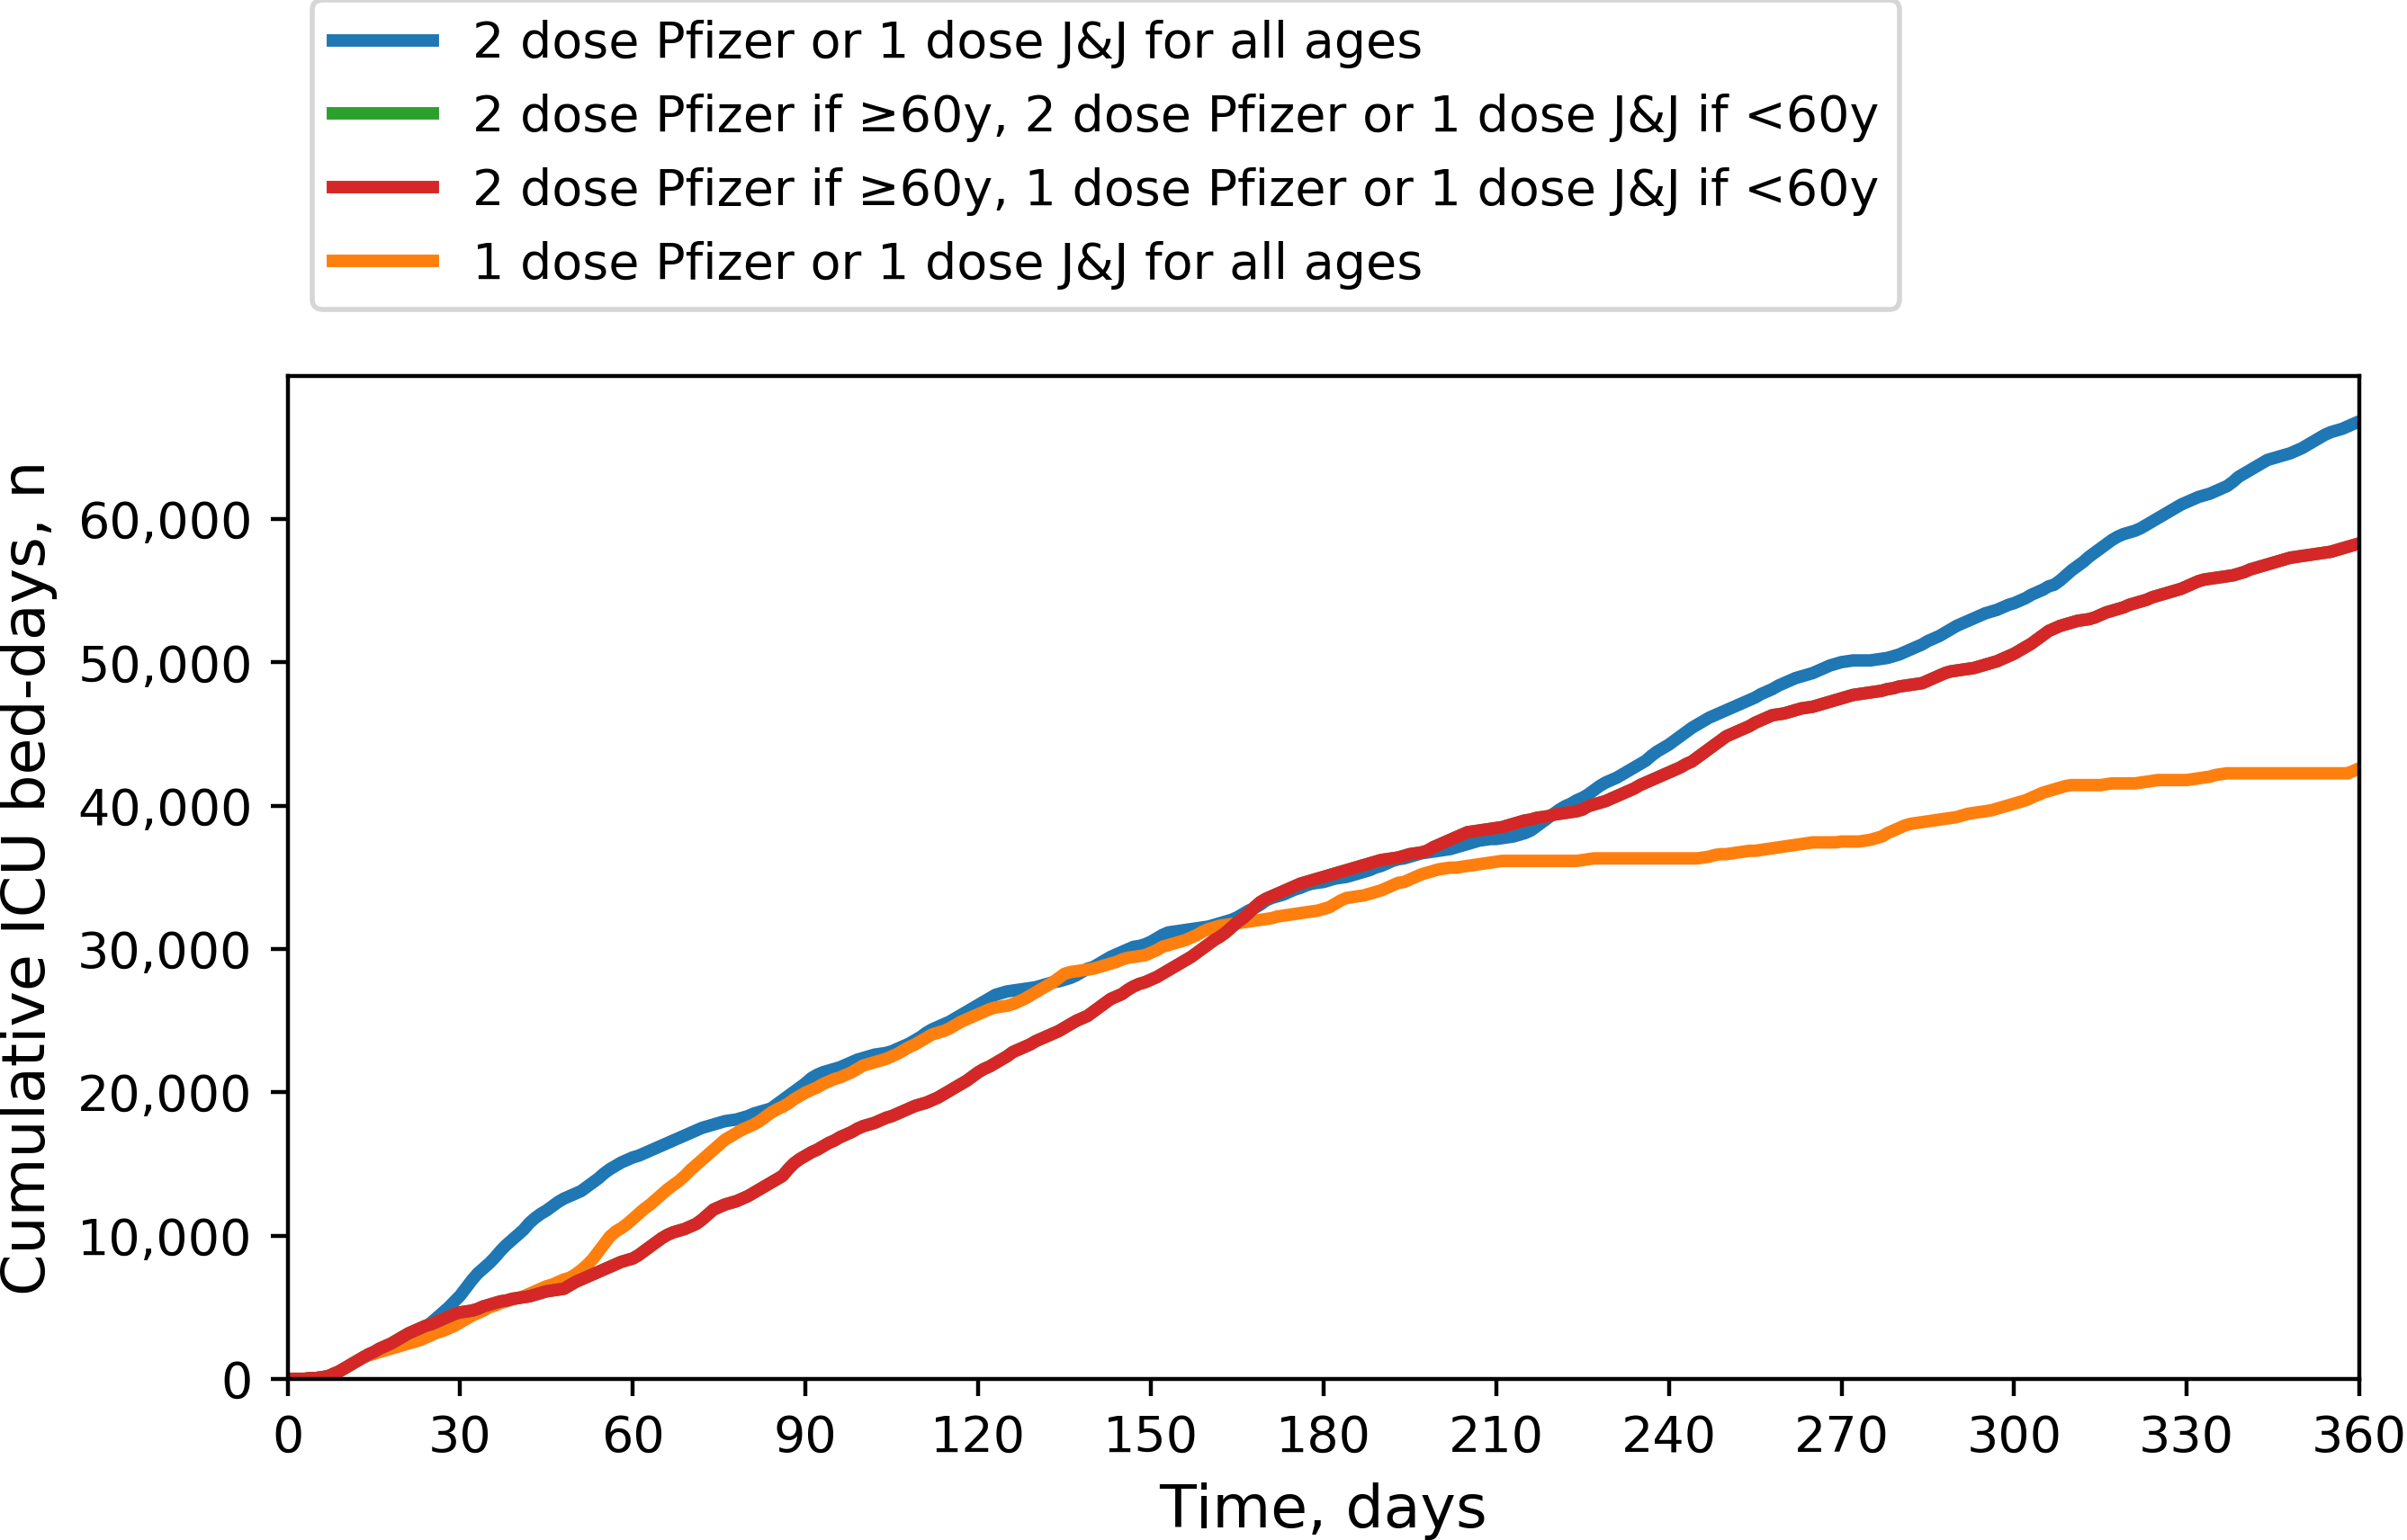 2 dose Pfizer or 1 dose J&J for all ages
2 dose Pfizer if ≥60y, 2 dose Pfizer or 1 dose J&J if <60y
2 dose Pfizer if ≥60y, 1 dose Pfizer or 1 dose J&J if <60y
1 dose Pfizer or 1 dose J&J for all ages
Cumulative ICU bed-days, n
60,000
50,000
40,000
30,000
20,000
10,000
0
0 30 60 90 120 150 180 210 240 270 300 330 360
Time, days